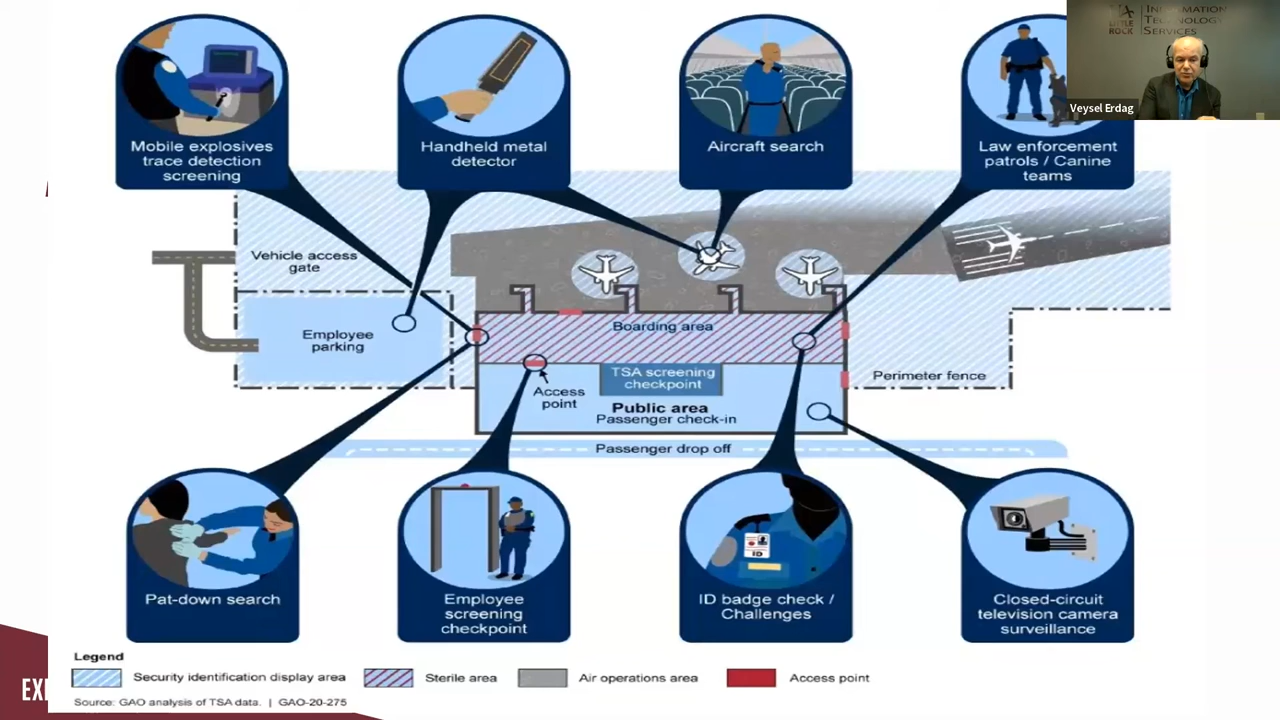 INFORMATION
TECHNOLOGY
SERVICES
LITTLE
ROCK
Veysel Erdag
Mobile explosives
trace detection
screening
Handheld metal
detector
Aircraft search
Law enforcement
patrols / Canine
teams
Vehicle access
gate
Employee
parking
Boarding area
TSA screening
checkpoint
Access
point
Public area
Passenger check-in
Perimeter fence
Passenger drop off
Pat-down search
Employee
screening
checkpoint
ID
ID badge check /
Challenges
Closed-circuit
television camera
surveillance
Legend
Security identification display area
Sterile area
Air operations area
Access point
Source: GAO analysis of TSA data. | GAO-20-275